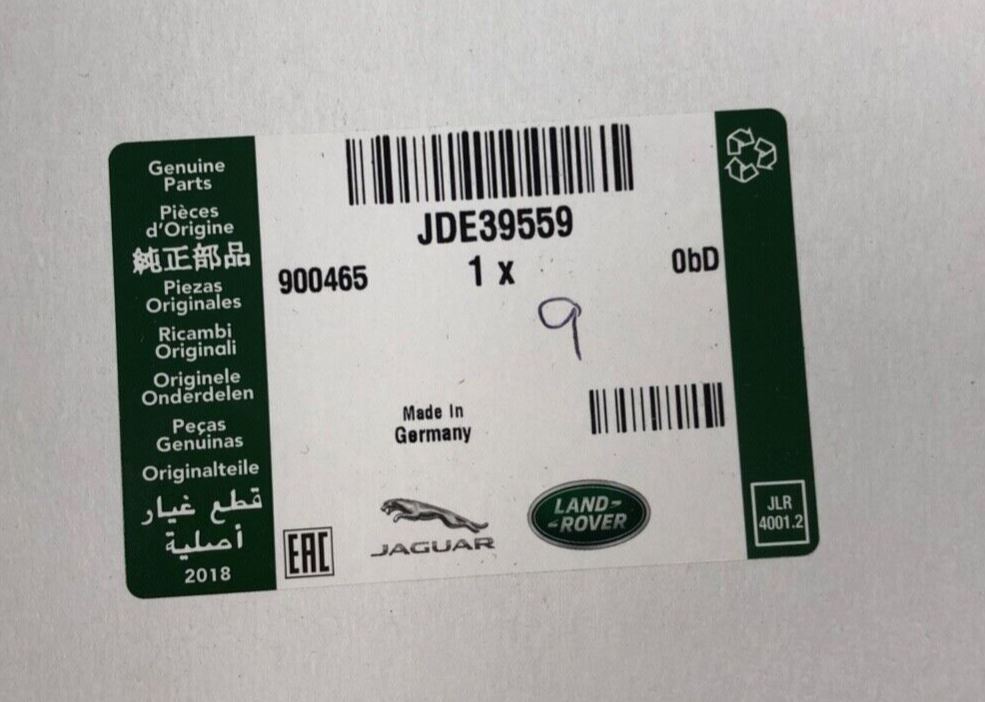 Genuine
Parts
Pièces
d'Origine
純正部品
Piezas
Originales
Ricambi
Originali
Originele
Onderdelen
Peças
Genuinas
Originalteile
قطع غيار
أصلية
2018
JDE39559
900465 1 x 0bD
9
Made In
Germany
EAC
JAGUAR
LAND-
-ROVER
JLR
4001.2